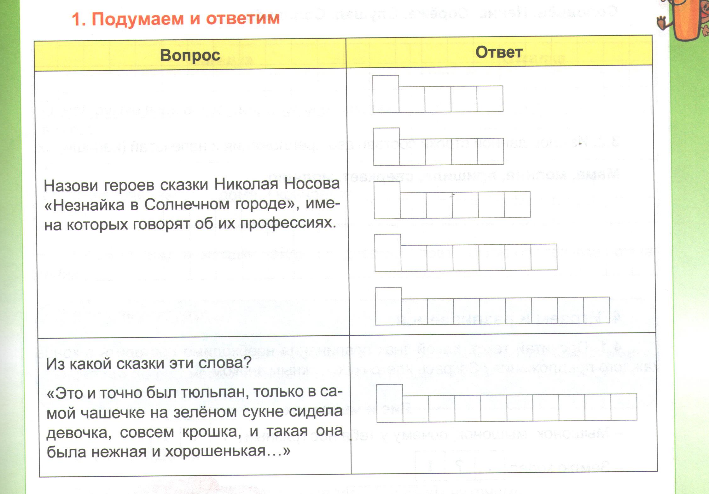 1. Подумаем и ответим
Вопрос
Ответ
Назови героев сказки Николая Носова
«Незнайка в Солнечном городе», име-
на которых говорят об их профессиях.
Из какой сказки эти слова?
«Это и точно был тюльпан, только в са-
мой чашечке на зелёном сукне сидела
девочка, совсем крошка, и такая она
была нежная и хорошенькая…»